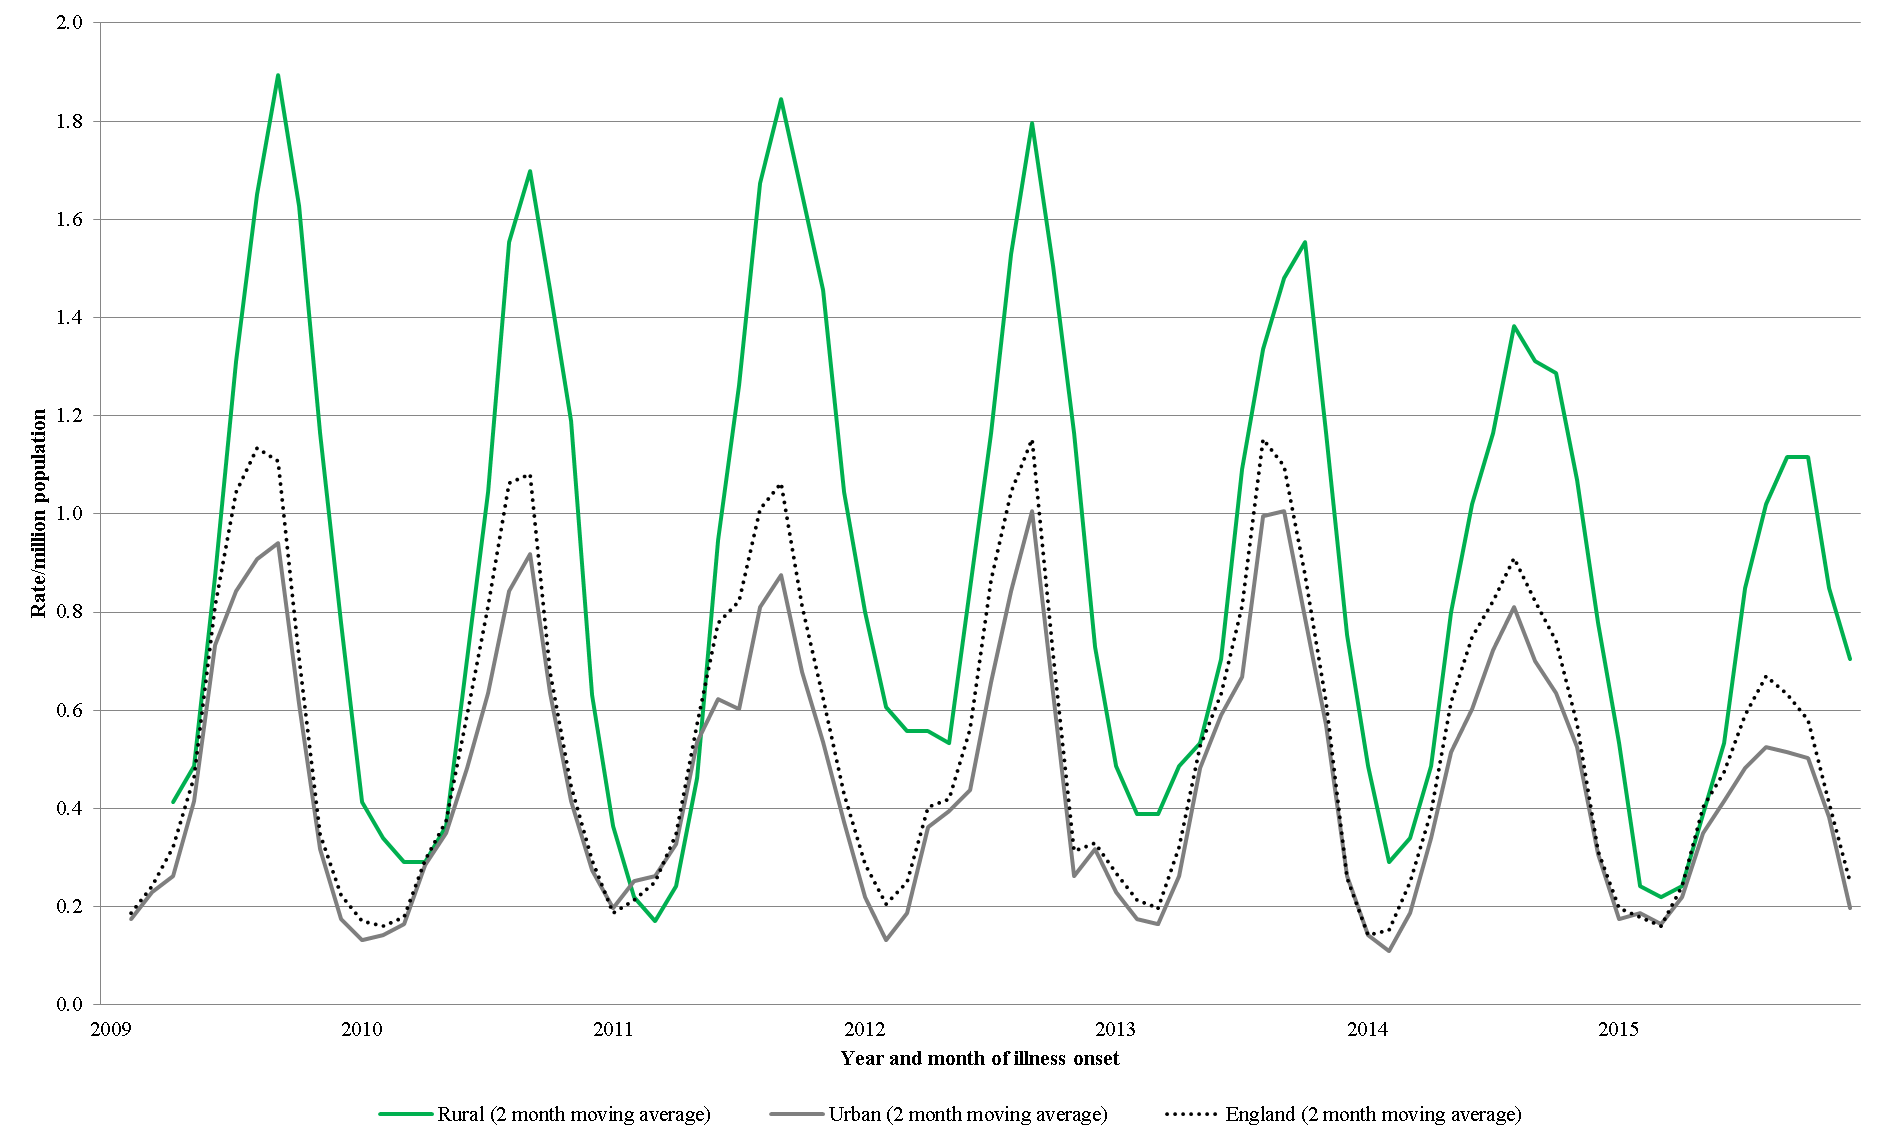 2.0
1.8
1.6
1.4
1.2
1.0
0.8
0.6
0.4
0.2
0.0
Rate/million population
2009 2010 2011 2012 2013 2014 2015
Year and month of illness onset
Rural (2 month moving average) Urban (2 month moving average) England (2 month moving average)